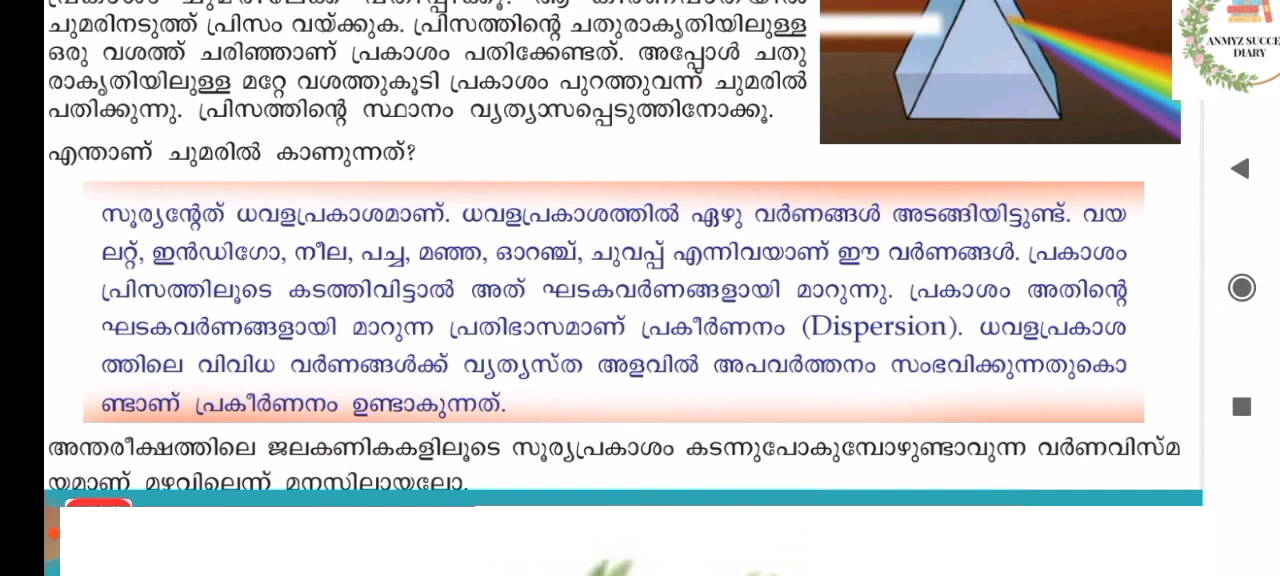 ചുമരിനടുത്ത് പ്രിസം വയ്ക്കുക. പ്രിസത്തിന്റെ ചതുരാകൃതിയിലുള്ള
ഒരു വശത്ത് ചരിഞ്ഞാണ് പ്രകാശം പതിക്കേണ്ടത്. അപ്പോൾ ചതു
രാകൃതിയിലുള്ള മറ്റേ വശത്തുകൂടി പ്രകാശം പുറത്തുവന്ന് ചുമരിൽ
പതിക്കുന്നു. പ്രിസത്തിന്റെ സ്ഥാനം വ്യത്യാസപ്പെടുത്തിനോക്കൂ.
എന്താണ് ചുമരിൽ കാണുന്നത്?
ANMYZ SUCCE
DIARY
സൂര്യന്റേത് ധവളപ്രകാശമാണ്. ധവളപ്രകാശത്തിൽ ഏഴു വർണങ്ങൾ അടങ്ങിയിട്ടുണ്ട്. വയ
ലറ്റ്, ഇൻഡിഗോ, നീല, പച്ച, മഞ്ഞ, ഓറഞ്ച്, ചുവപ്പ് എന്നിവയാണ് ഈ വർണങ്ങൾ. പ്രകാശം
പ്രിസത്തിലൂടെ കടത്തിവിട്ടാൽ അത് ഘടകവർണങ്ങളായി മാറുന്നു. പ്രകാശം അതിന്റെ
ഘടകവർണങ്ങളായി മാറുന്ന പ്രതിഭാസമാണ് പ്രകീർണനം (Dispersion). ധവളപ്രകാശ
ത്തിലെ വിവിധ വർണങ്ങൾക്ക് വ്യത്യസ്ത അളവിൽ അപവർത്തനം സംഭവിക്കുന്നതുകൊ
ണ്ടാണ് പ്രകീർണനം ഉണ്ടാകുന്നത്.
അന്തരീക്ഷത്തിലെ ജലകണികകളിലൂടെ സൂര്യപ്രകാശം കടന്നുപോകുമ്പോഴുണ്ടാവുന്ന വർണവിസ്മ
യമാണ് മഴവില്ലെന്ന് മനസിലായല്ലോ.